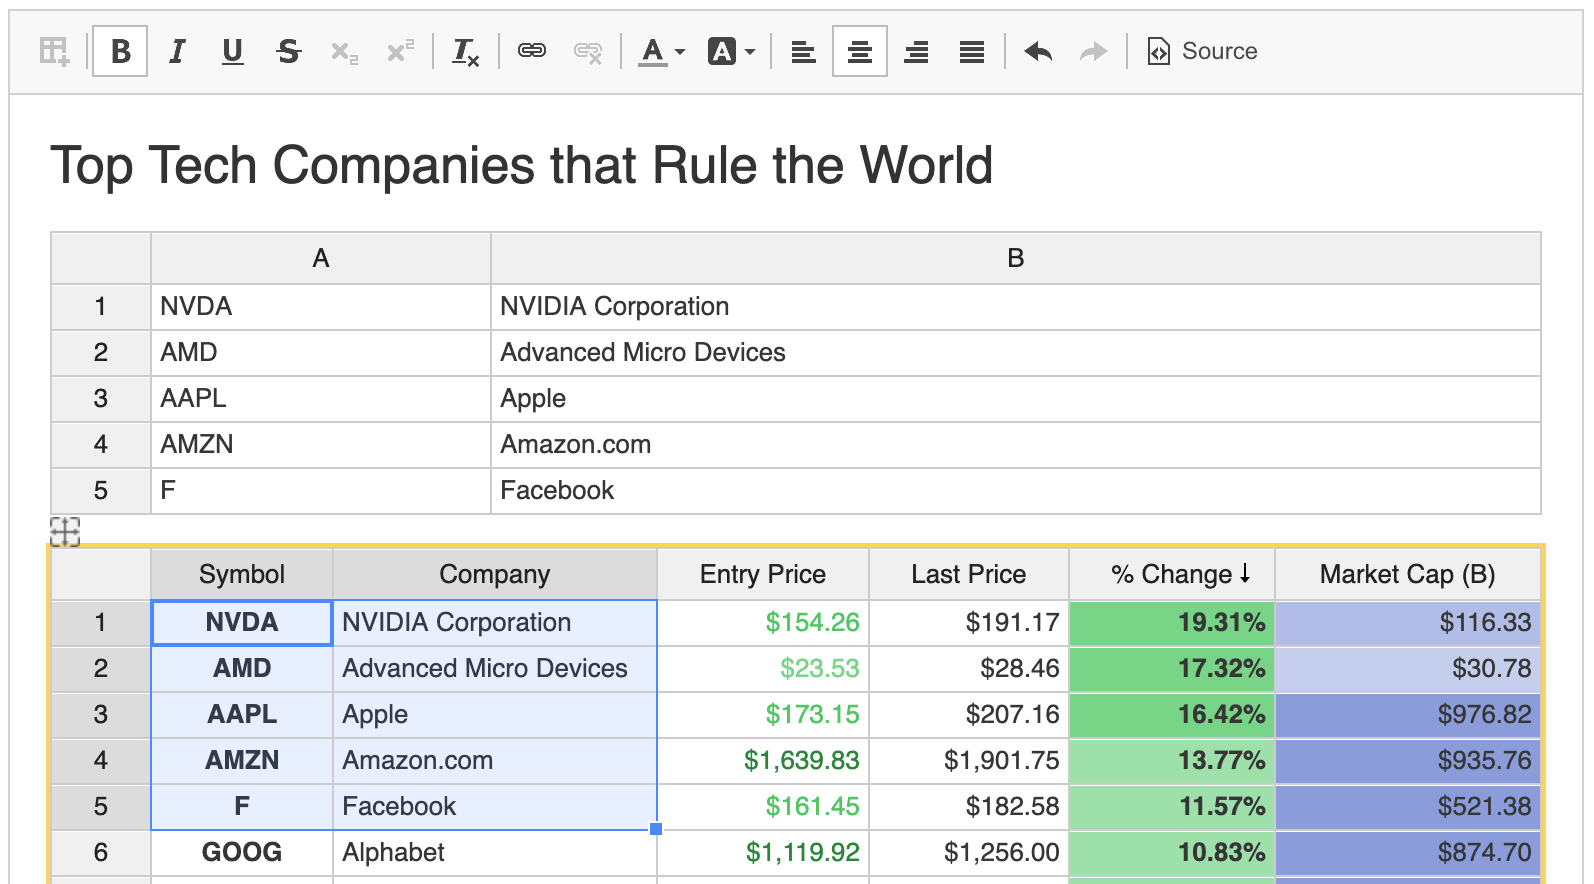 B I U S x₂ x² Tx A A Source
Top Tech Companies that Rule the World
A B
1 NVDA NVIDIA Corporation
2 AMD Advanced Micro Devices
3 AAPL Apple
4 AMZN Amazon.com
5 F Facebook
Symbol Company Entry Price Last Price % Change ↓ Market Cap (B)
1 NVDA NVIDIA Corporation $154.26 $191.17 19.31% $116.33
2 AMD Advanced Micro Devices $23.53 $28.46 17.32% $30.78
3 AAPL Apple $173.15 $207.16 16.42% $976.82
4 AMZN Amazon.com $1,639.83 $1,901.75 13.77% $935.76
5 F Facebook $161.45 $182.58 11.57% $521.38
6 GOOG Alphabet $1,119.92 $1,256.00 10.83% $874.70